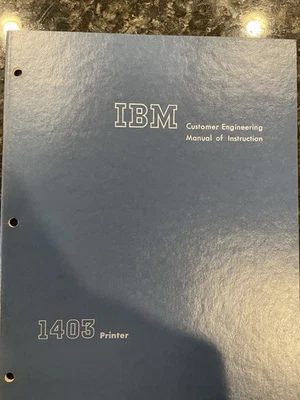 IBM Customer Engineering
Manual of Instruction
1403 Printer